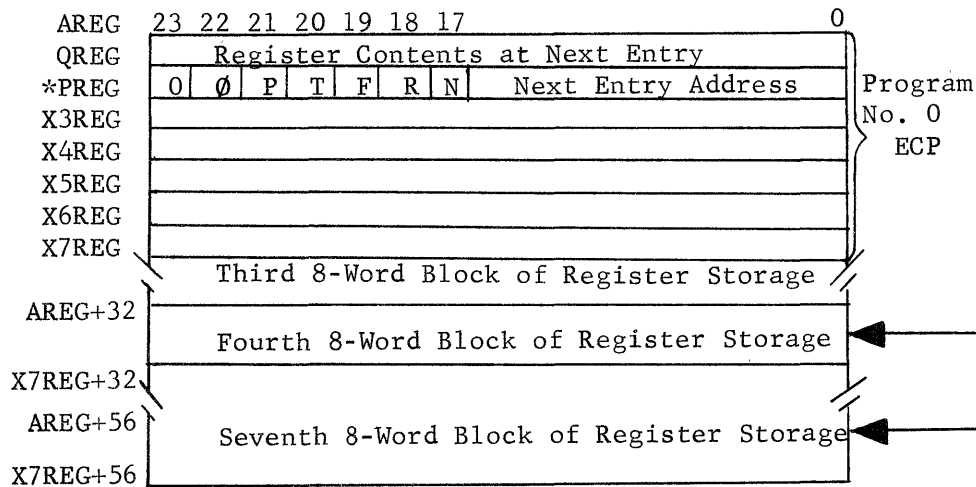 AREG 23 22 21 20 19 18 17 0
QREG Register Contents at Next Entry
*PREG 0 Ø P T F R N Next Entry Address Program
X3REG No. 0
X4REG ECP
X5REG
X6REG
X7REG
Third 8-Word Block of Register Storage
AREG+32
Fourth 8-Word Block of Register Storage
X7REG+32
AREG+56
Seventh 8-Word Block of Register Storage
X7REG+56